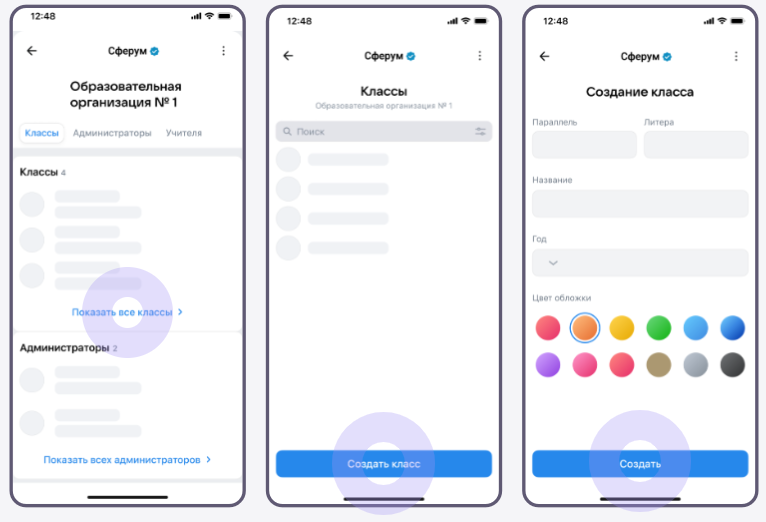 12:48
Сферум
Образовательная
организация № 1
Классы Администраторы Учителя
Классы 4
Показать все классы
Администраторы 2
Показать всех администраторов
12:48
Сферум
Классы
Образовательная организация № 1
Поиск
Создать класс
12:48
Сферум
Создание класса
Параллель Литера
Название
Год
Цвет обложки
Создать